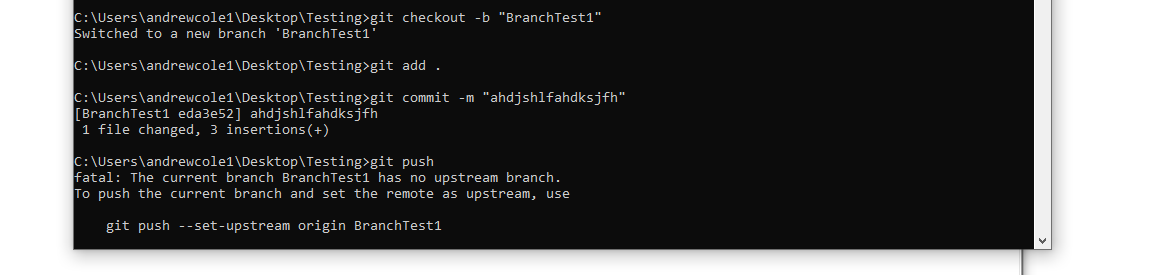 C:\Users\andrewcole1\Desktop\Testing>git checkout -b "BranchTest1"
Switched to a new branch 'BranchTest1'
C:\Users\andrewcole1\Desktop\Testing>git add .
C:\Users\andrewcole1\Desktop\Testing>git commit -m "ahdjshlfahdksjfh"
[BranchTest1 eda3e52] ahdjshlfahdksjfh
 1 file changed, 3 insertions(+)
C:\Users\andrewcole1\Desktop\Testing>git push
fatal: The current branch BranchTest1 has no upstream branch.
To push the current branch and set the remote as upstream, use
    git push --set-upstream origin BranchTest1